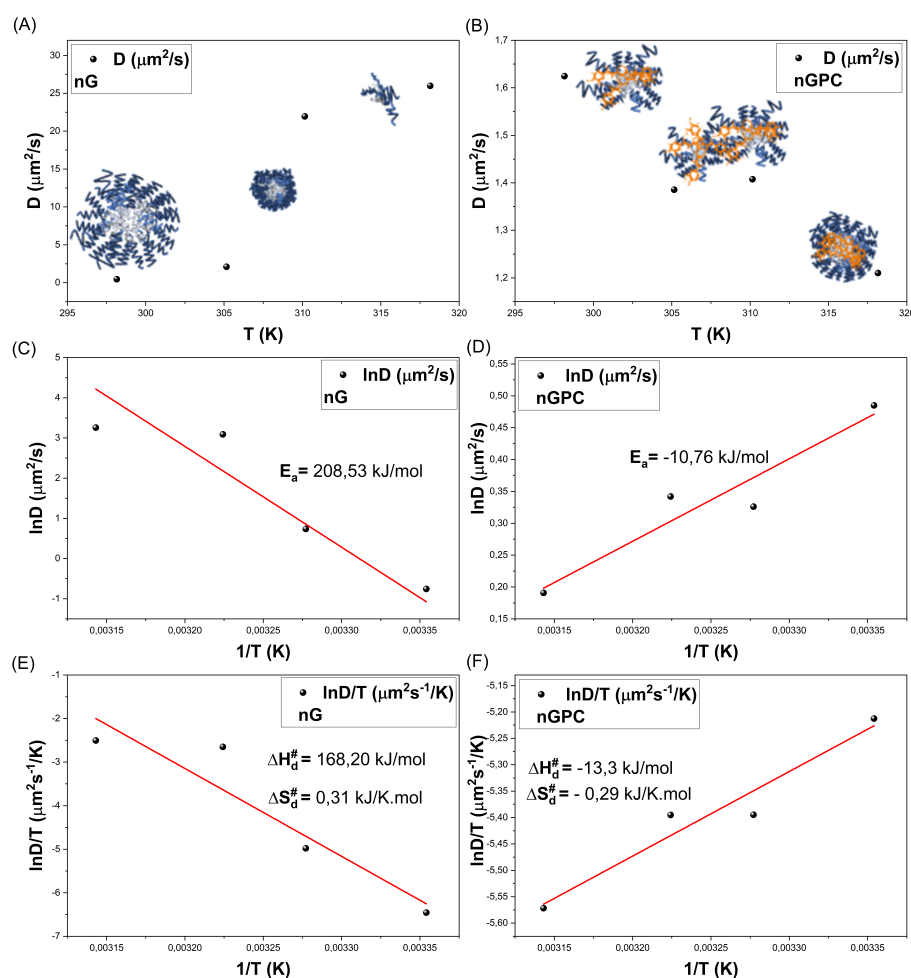 (A)
D (μm²/s)
nG
30
25
20
15
10
5
0
D (μm²/s)
295 300 305 310 315 320
T (K)
(B)
D (μm²/s)
nGPC
1,7
1,6
1,5
1,4
1,3
1,2
D (μm²/s)
295 300 305 310 315 320
T (K)
(C)
lnD (μm²/s)
nG
Eₐ= 208,53 kJ/mol
5
4
3
2
1
0
-1
lnD (μm²/s)
0,00315 0,00320 0,00325 0,00330 0,00335
1/T (K)
(D)
lnD (μm²/s)
nGPC
Eₐ= -10,76 kJ/mol
0,55
0,50
0,45
0,40
0,35
0,30
0,25
0,20
0,15
lnD (μm²/s)
0,00315 0,00320 0,00325 0,00330 0,00335
1/T (K)
(E)
lnD/T (μm²s⁻¹/K)
nG
ΔH_d^#= 168,20 kJ/mol
ΔS_d^#= 0,31 kJ/K.mol
-1
-2
-3
-4
-5
-6
-7
lnD/T (μm²s⁻¹/K)
0,00315 0,00320 0,00325 0,00330 0,00335
1/T (K)
(F)
lnD/T (μm²s⁻¹/K)
nGPC
ΔH_d^#= -13,3 kJ/mol
ΔS_d^#= - 0,29 kJ/K.mol
-5,20
-5,25
-5,30
-5,35
-5,40
-5,45
-5,50
-5,55
-5,60
lnD/T (μm²s⁻¹/K)
0,00315 0,00320 0,00325 0,00330 0,00335
1/T (K)